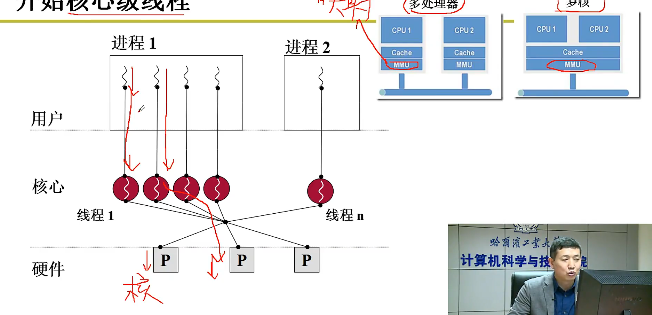 开始核心级线程
多处理器
多核
CPU 1
CPU 2
CPU 1
CPU 2
Cache
Cache
Cache
MMU
MMU
MMU
进程 1
进程 2
用户
核心
线程 1
线程 n
硬件
P
P
P
核
哈尔滨工业大学
计算机科学与技术学院